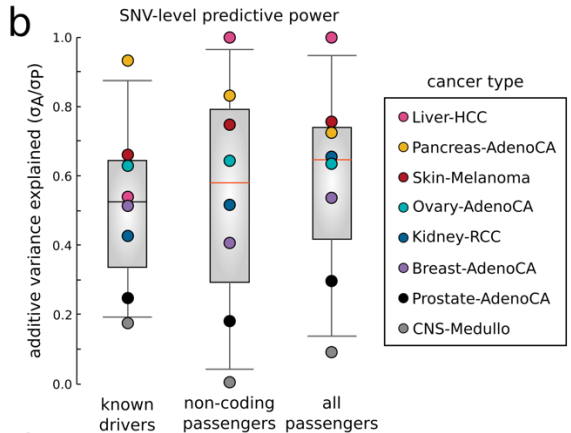 b
SNV-level predictive power
additive variance explained (σA/σP)
1.0
0.8
0.6
0.4
0.2
0.0
known
drivers
non-coding
passengers
all
passengers
cancer type
Liver-HCC
Pancreas-AdenoCA
Skin-Melanoma
Ovary-AdenoCA
Kidney-RCC
Breast-AdenoCA
Prostate-AdenoCA
CNS-Medullo